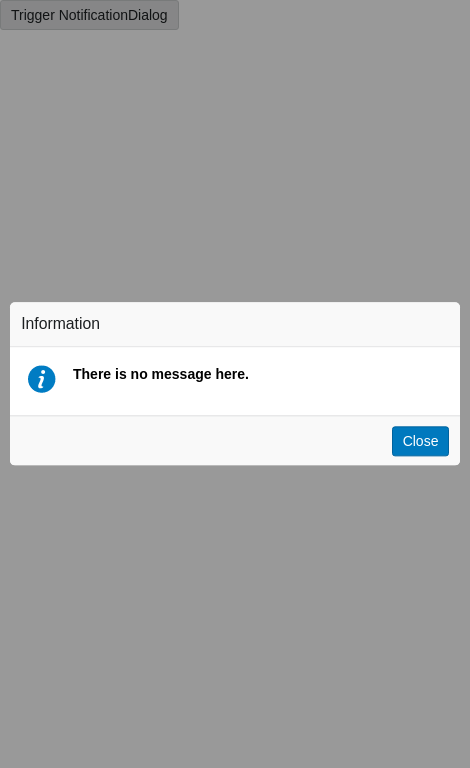 Trigger NotificationDialog
Information
There is no message here.
Close